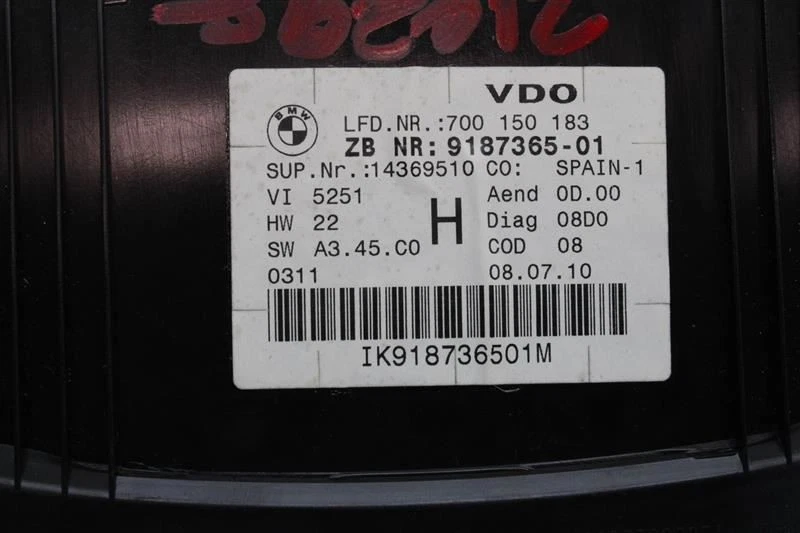 VDO
BMW
LFD.NR.:700 150 183
ZB NR: 9187365-01
SUP.Nr.:14369510 CO: SPAIN-1
VI 5251 Aend 0D.00
HW 22 H Diag 08D0
SW A3.45.C0 COD 08
0311 08.07.10
IK918736501M